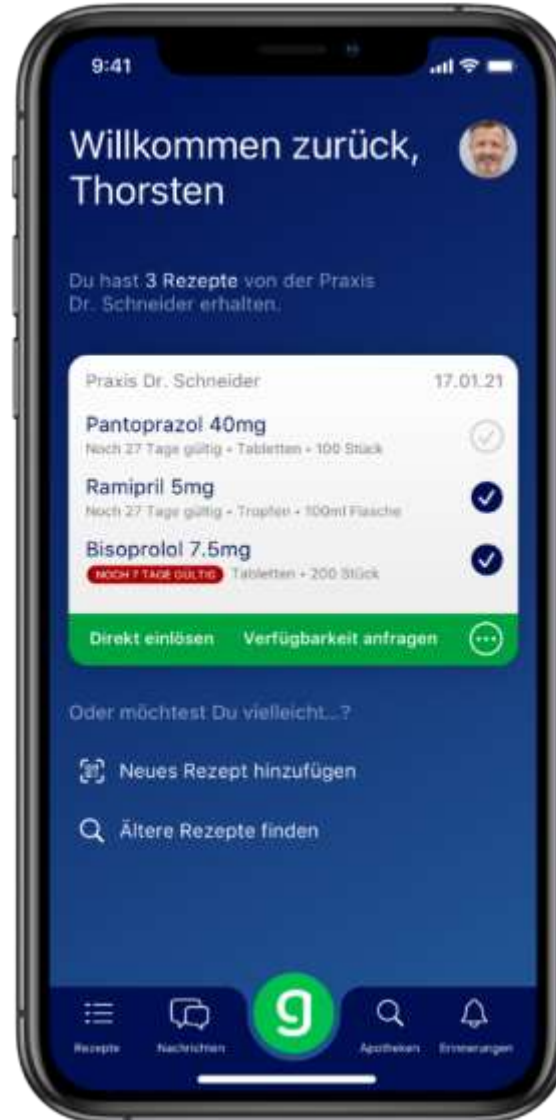 9:41
Willkommen zurück,
Thorsten
Du hast 3 Rezepte von der Praxis
Dr. Schneider erhalten.
Praxis Dr. Schneider 17.01.21
Pantoprazol 40mg
Noch 27 Tage gültig • Tabletten • 100 Stück
Ramipril 5mg
Noch 27 Tage gültig • Tropfen • 100ml Flasche
Bisoprolol 7.5mg
NOCH 7 TAGE GÜLTIG Tabletten • 200 Stück
Direkt einlösen Verfügbarkeit anfragen
Oder möchtest Du vielleicht...?
Neues Rezept hinzufügen
Ältere Rezepte finden
g
Rezepte Nachrichten Apotheken Erinnerungen